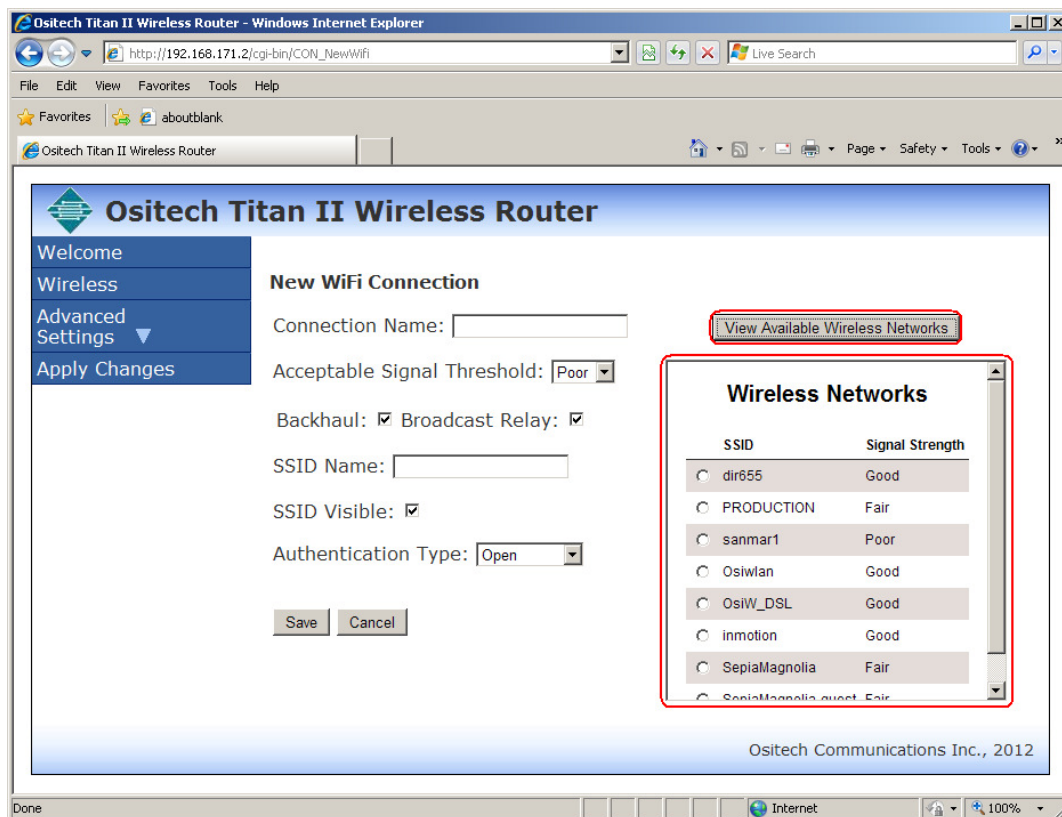 Ositech Titan II Wireless Router - Windows Internet Explorer
http://192.168.171.2/cgi-bin/CON_NewWifi
Live Search
File Edit View Favorites Tools Help
Favorites aboutblank
Ositech Titan II Wireless Router
Page Safety Tools »
Ositech Titan II Wireless Router
Welcome
Wireless
Advanced
Settings
Apply Changes
New WiFi Connection
Connection Name:
Acceptable Signal Threshold: Poor
Backhaul: Broadcast Relay:
SSID Name:
SSID Visible:
Authentication Type: Open
Save Cancel
View Available Wireless Networks
Wireless Networks
SSID Signal Strength
dir655 Good
PRODUCTION Fair
sanmar1 Poor
Osiwlan Good
OsiW_DSL Good
inmotion Good
SepiaMagnolia Fair
SepiaMagnolia-guest Fair
Ositech Communications Inc., 2012
Done Internet 100%